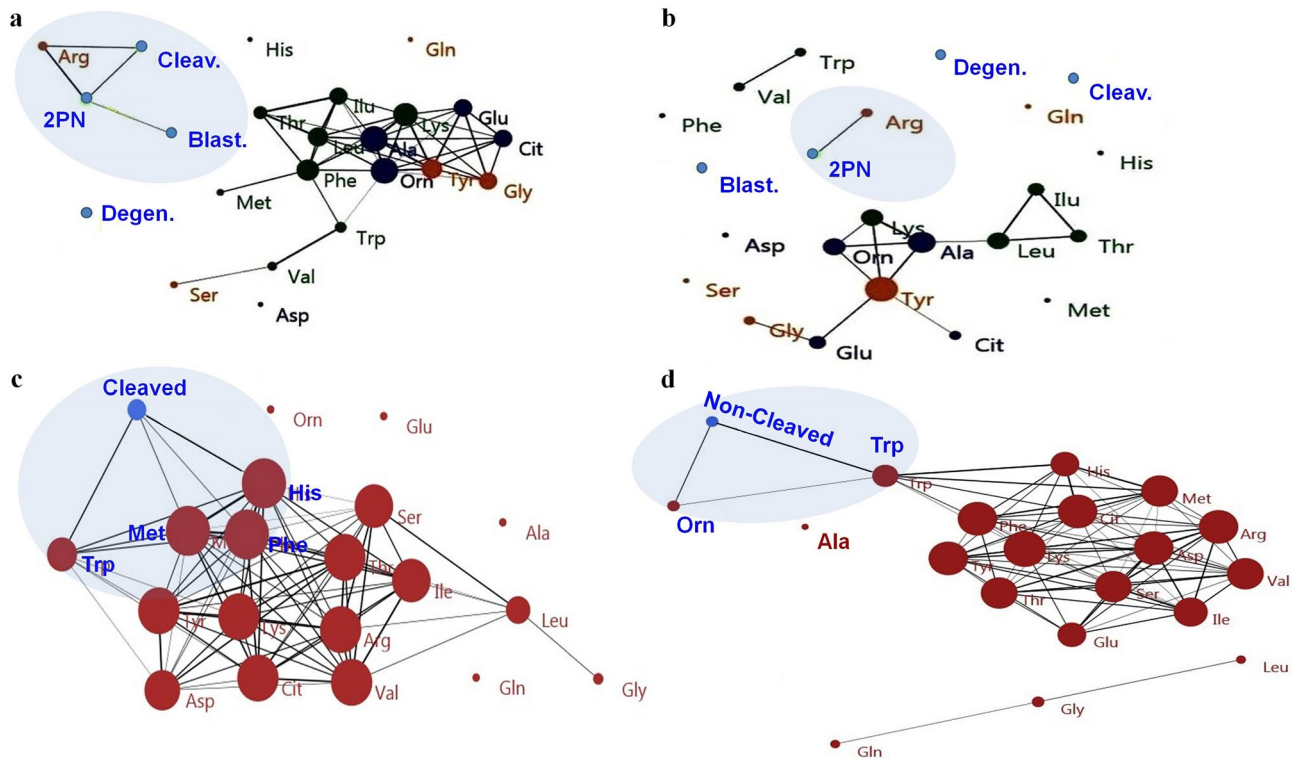 a
Arg
Cleav.
2PN
Blast.
Degen.
His
Gln
Ilu
Thr
Lys
Glu
Leu
Ala
Cit
Phe
Orn
Tyr
Gly
Met
Trp
Val
Ser
Asp
b
Trp
Val
Degen.
Cleav.
Phe
Arg
Gln
2PN
His
Blast.
Ilu
Lys
Asp
Orn
Ala
Leu
Thr
Ser
Tyr
Met
Gly
Glu
Cit
c
Cleaved
Orn
Glu
His
Ser
Met
Phe
Ala
Trp
Thr
Ile
Tyr
Lys
Arg
Leu
Asp
Cit
Val
Gln
Gly
d
Non-Cleaved
Trp
Trp
His
Met
Orn
Ala
Phe
Cit
Arg
Tyr
Lys
Asp
Val
Thr
Ser
Ile
Glu
Leu
Gly
Gln